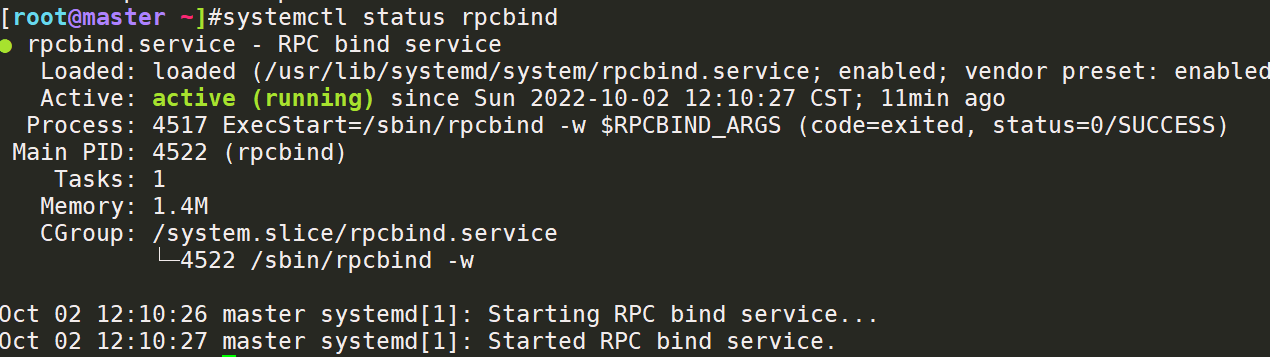 [root@master ~]#systemctl status rpcbind
● rpcbind.service - RPC bind service
   Loaded: loaded (/usr/lib/systemd/system/rpcbind.service; enabled; vendor preset: enabled
   Active: active (running) since Sun 2022-10-02 12:10:27 CST; 11min ago
  Process: 4517 ExecStart=/sbin/rpcbind -w $RPCBIND_ARGS (code=exited, status=0/SUCCESS)
 Main PID: 4522 (rpcbind)
    Tasks: 1
   Memory: 1.4M
   CGroup: /system.slice/rpcbind.service
           └─4522 /sbin/rpcbind -w
Oct 02 12:10:26 master systemd[1]: Starting RPC bind service...
Oct 02 12:10:27 master systemd[1]: Started RPC bind service.